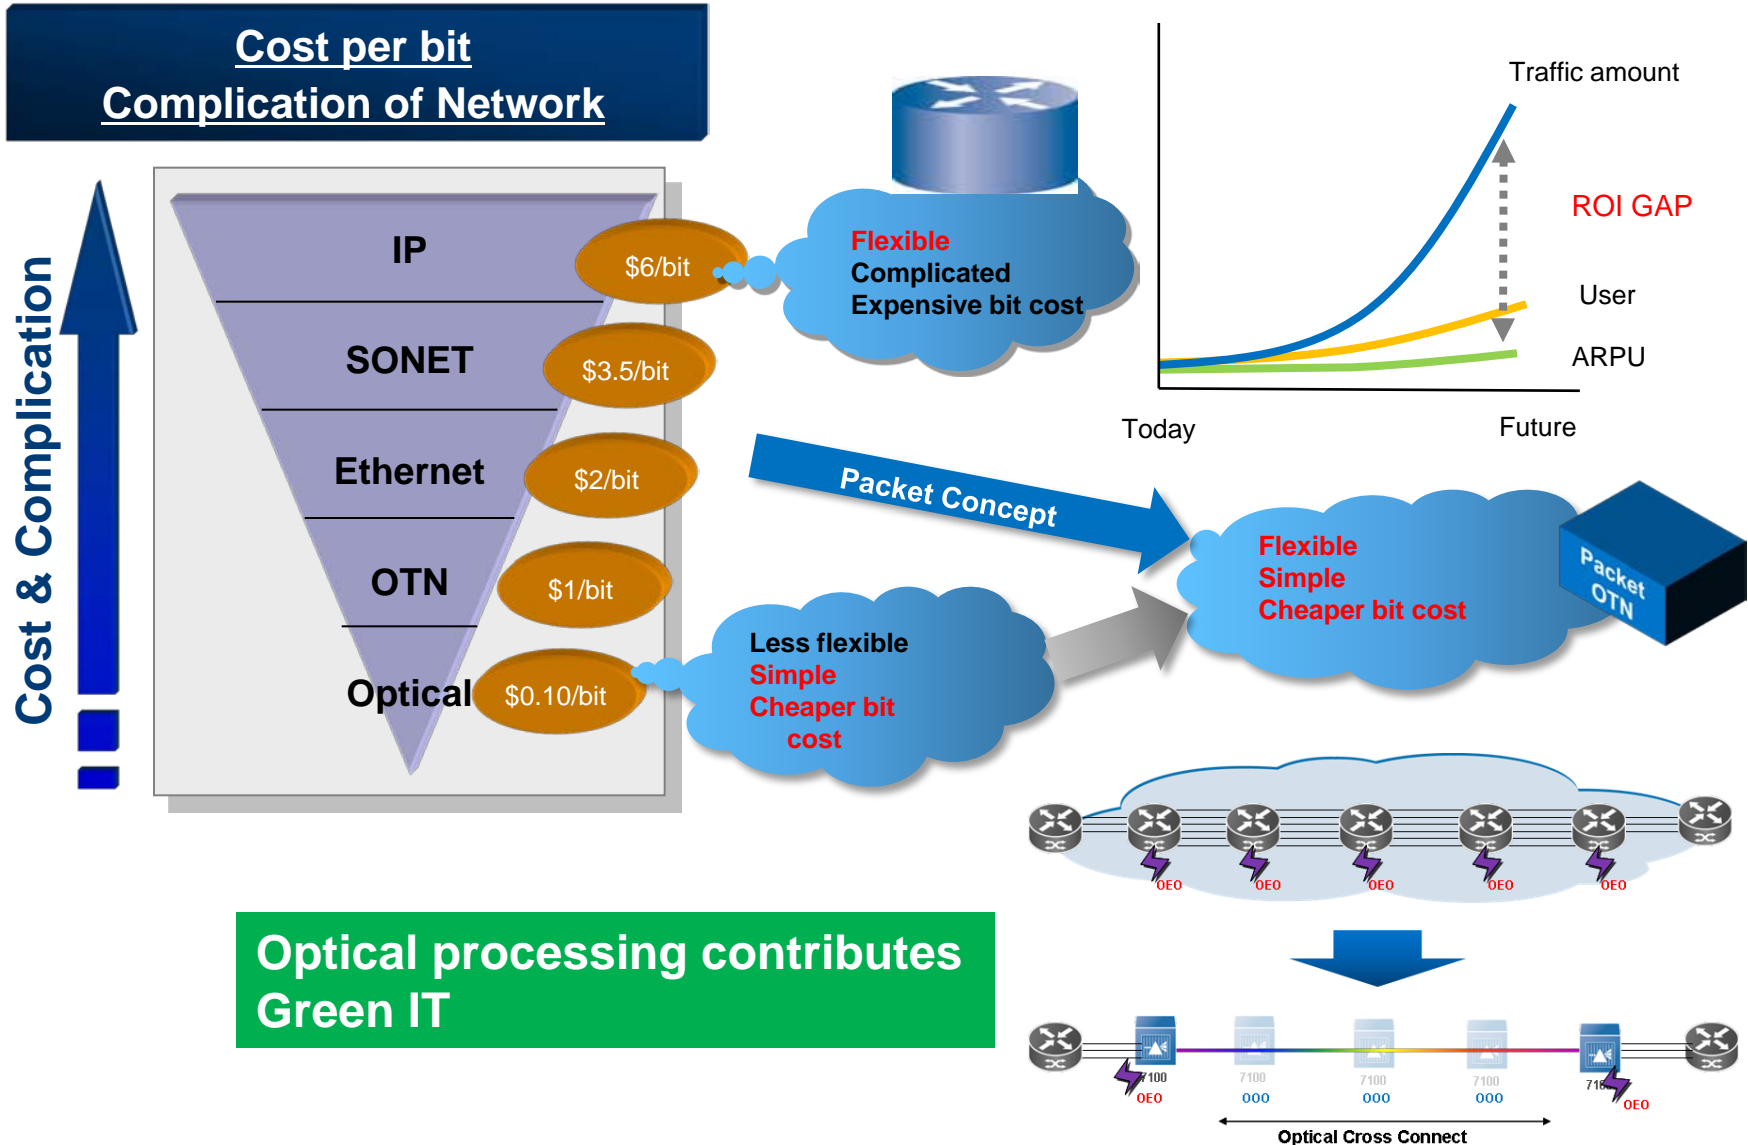 Cost per bit
Complication of Network
Cost & Complication
IP
$6/bit
SONET
$3.5/bit
Ethernet
$2/bit
OTN
$1/bit
Optical
$0.10/bit
Flexible
Complicated
Expensive bit cost
Traffic amount
ROI GAP
User
ARPU
Today
Future
Packet Concept
Less flexible
Simple
Cheaper bit
cost
Flexible
Simple
Cheaper bit cost
Packet
OTN
OEO
OEO
OEO
OEO
OEO
Optical processing contributes
Green IT
7100
7100
7100
7100
OEO
OOO
OOO
OOO
OEO
Optical Cross Connect